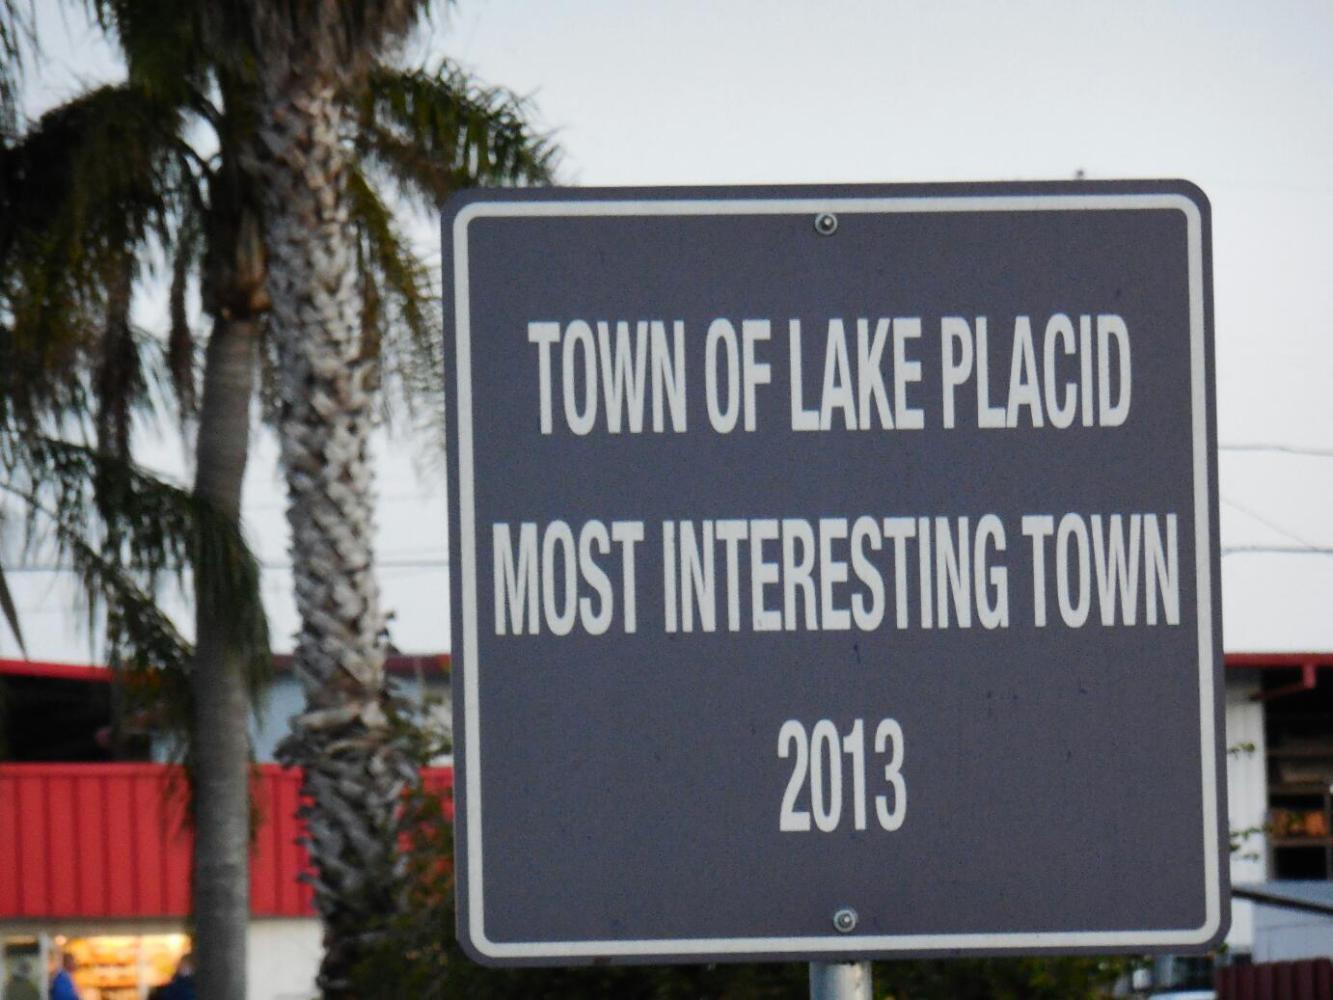 TOWN OF LAKE PLACID
MOST INTERESTING TOWN
2013